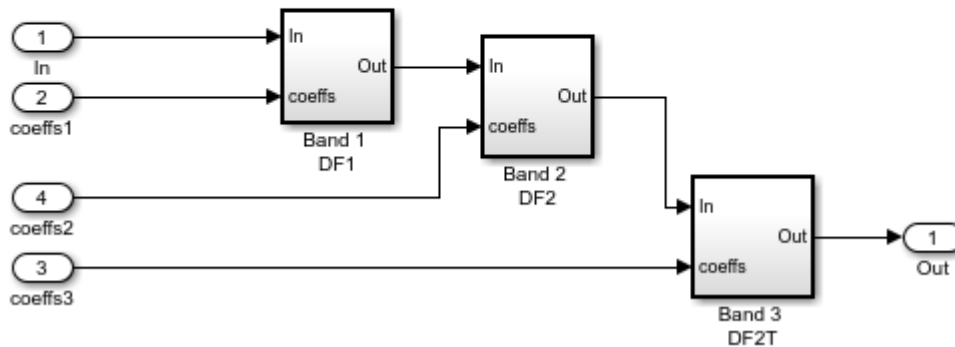 1
In
2
coeffs1
4
coeffs2
3
coeffs3
In
Out
coeffs
Band 1
DF1
In
Out
coeffs
Band 2
DF2
In
Out
coeffs
Band 3
DF2T
1
Out